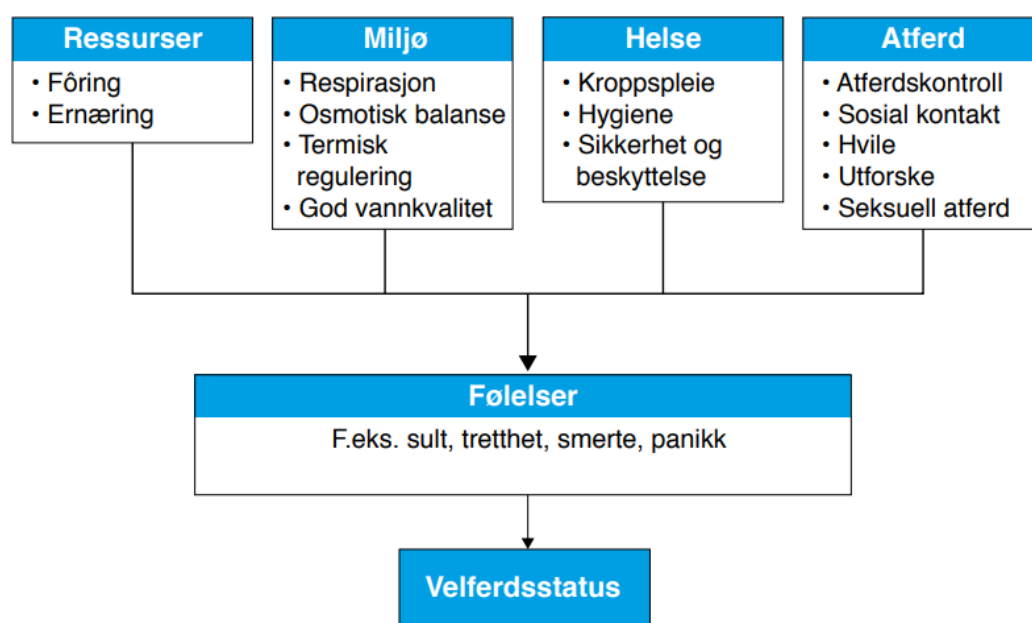 Ressurser
• Fôring
• Ernæring
Miljø
• Respirasjon
• Osmotisk balanse
• Termisk
regulering
• God vannkvalitet
Helse
• Kroppspleie
• Hygiene
• Sikkerhet og
beskyttelse
Atferd
• Atferdskontroll
• Sosial kontakt
• Hvile
• Utforske
• Seksuell atferd
Følelser
F.eks. sult, tretthet, smerte, panikk
Velferdsstatus